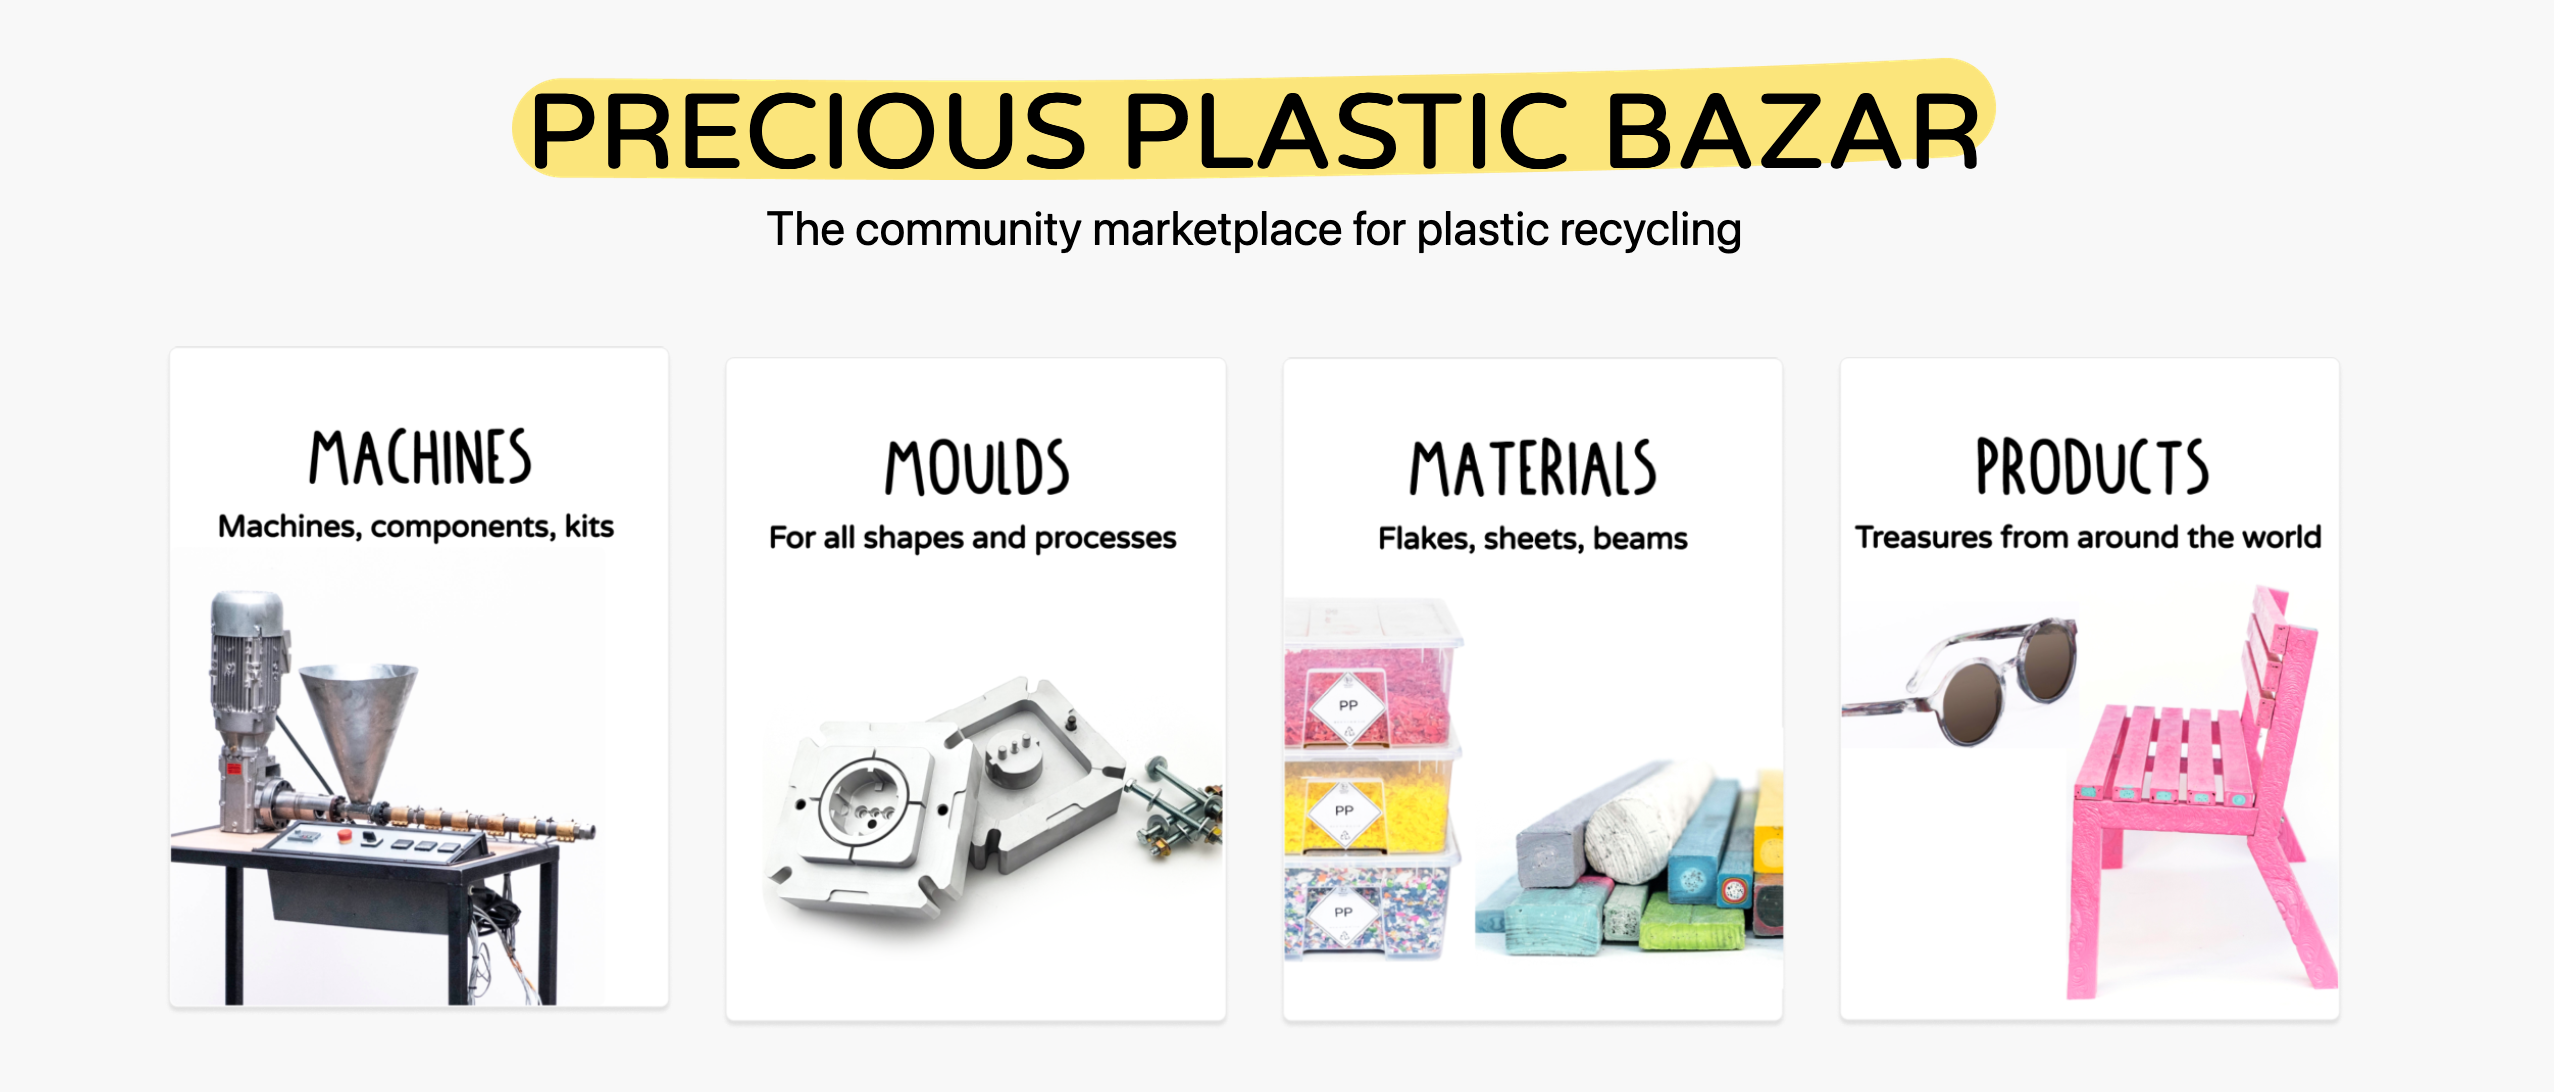 PRECIOUS PLASTIC BAZAR
The community marketplace for plastic recycling
MACHINES
Machines, components, kits
MOULDS
For all shapes and processes
MATERIALS
Flakes, sheets, beams
PP
PP
PP
PRODUCTS
Treasures from around the world